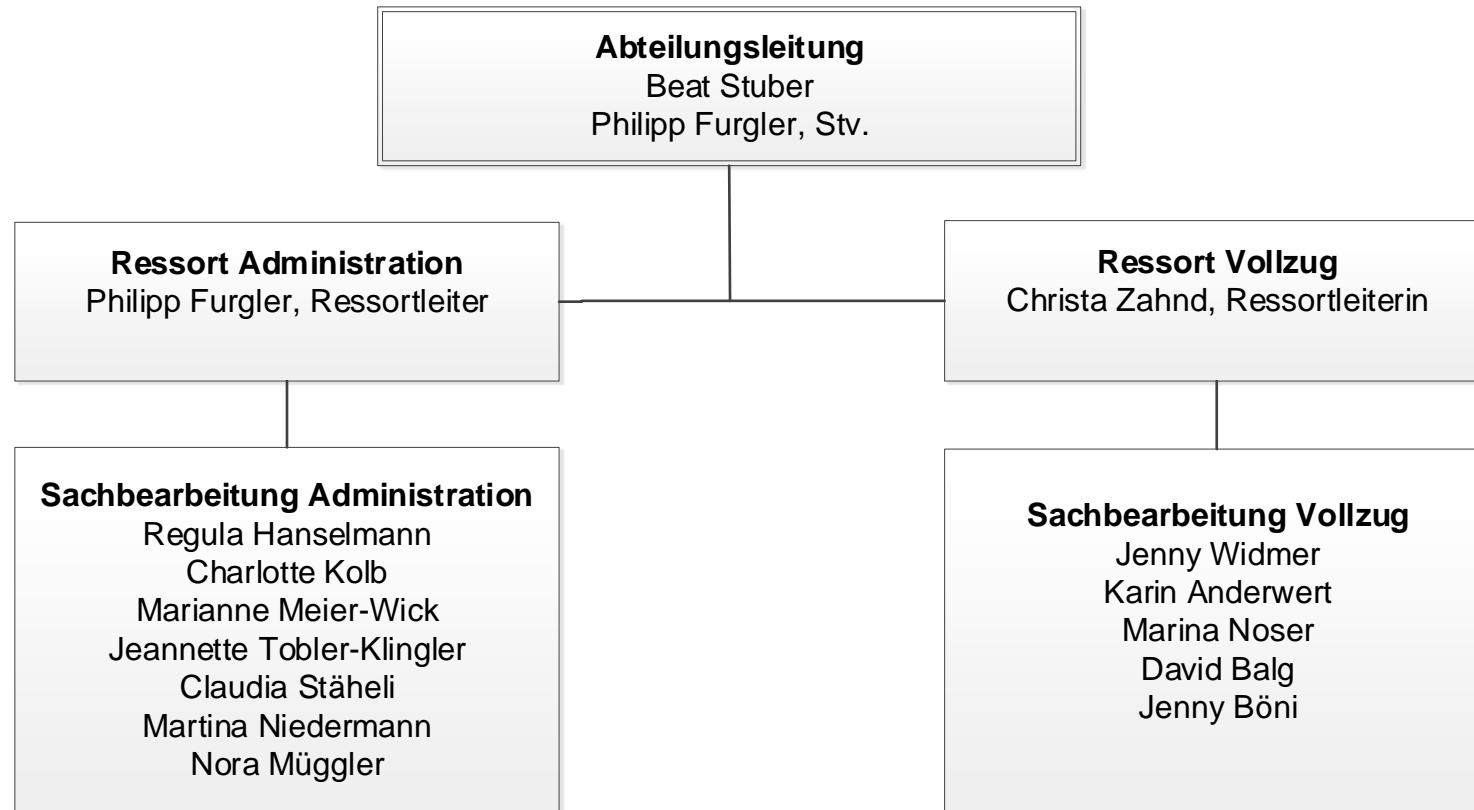 Abteilungsleitung
Beat Stuber
Philipp Furgler, Stv.
Ressort Administration
Philipp Furgler, Ressortleiter
Ressort Vollzug
Christa Zahnd, Ressortleiterin
Sachbearbeitung Administration
Regula Hanselmann
Charlotte Kolb
Marianne Meier-Wick
Jeannette Tobler-Klingler
Claudia Stäheli
Martina Niedermann
Nora Müggler
Sachbearbeitung Vollzug
Jenny Widmer
Karin Anderwert
Marina Noser
David Balg
Jenny Böni